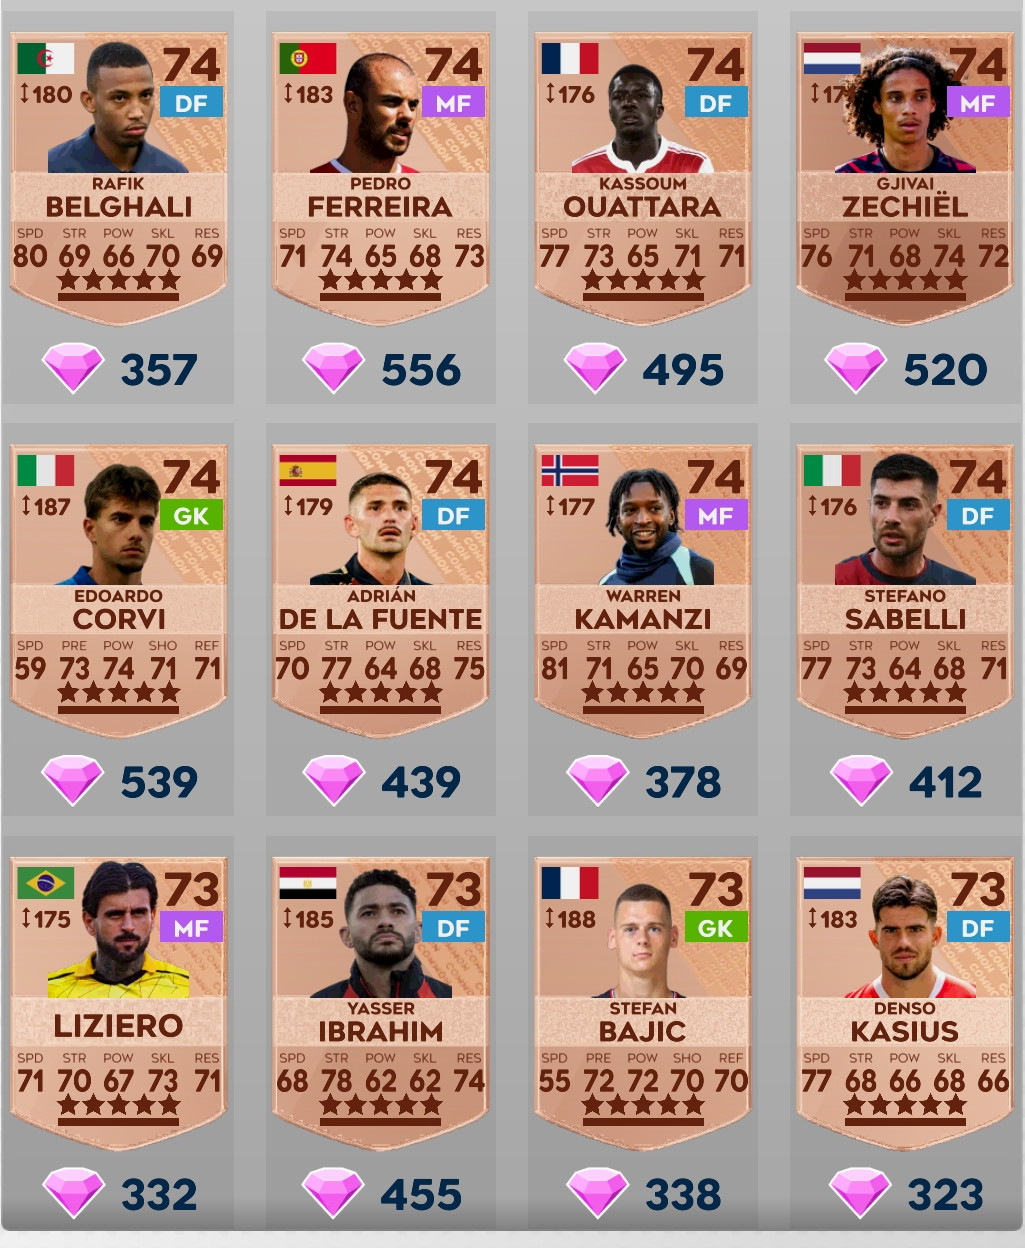 74
180
DF
RAFIK
BELGHALI
SPD STR POW SKL RES
80 69 66 70 69
357
74
183
MF
PEDRO
FERREIRA
SPD STR POW SKL RES
71 74 65 68 73
556
74
176
DF
KASSOUM
OUATTARA
SPD STR POW SKL RES
77 73 65 71 71
495
74
MF
GJIVAI
ZECHIËL
SPD STR POW SKL RES
76 71 68 74 72
520
74
187
GK
EDOARDO
CORVI
SPD PRE POW SHO REF
59 73 74 71 71
539
74
179
DF
ADRIÁN
DE LA FUENTE
SPD STR POW SKL RES
70 77 64 68 75
439
74
177
MF
WARREN
KAMANZI
SPD STR POW SKL RES
81 71 65 70 69
378
74
176
DF
STEFANO
SABELLI
SPD STR POW SKL RES
77 73 64 68 71
412
73
175
MF
LIZIERO
SPD STR POW SKL RES
71 70 67 73 71
332
73
185
DF
YASSER
IBRAHIM
SPD STR POW SKL RES
68 78 62 62 74
455
73
188
GK
STEFAN
BAJIC
SPD PRE POW SHO REF
55 72 72 70 70
338
73
183
DF
DENSO
KASIUS
SPD STR POW SKL RES
77 68 66 68 66
323